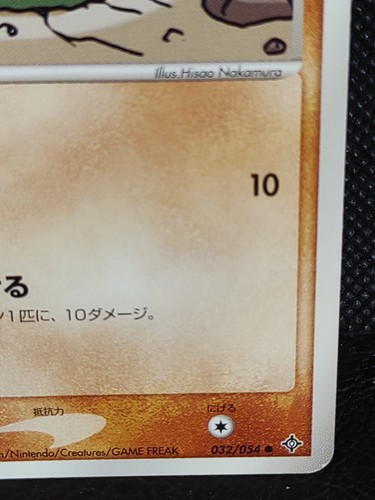 Illus. Hisao Nakamura
10
る
1匹に、10ダメージ。
抵抗力
にげる
/Nintendo/Creatures/GAME FREAK
032/054